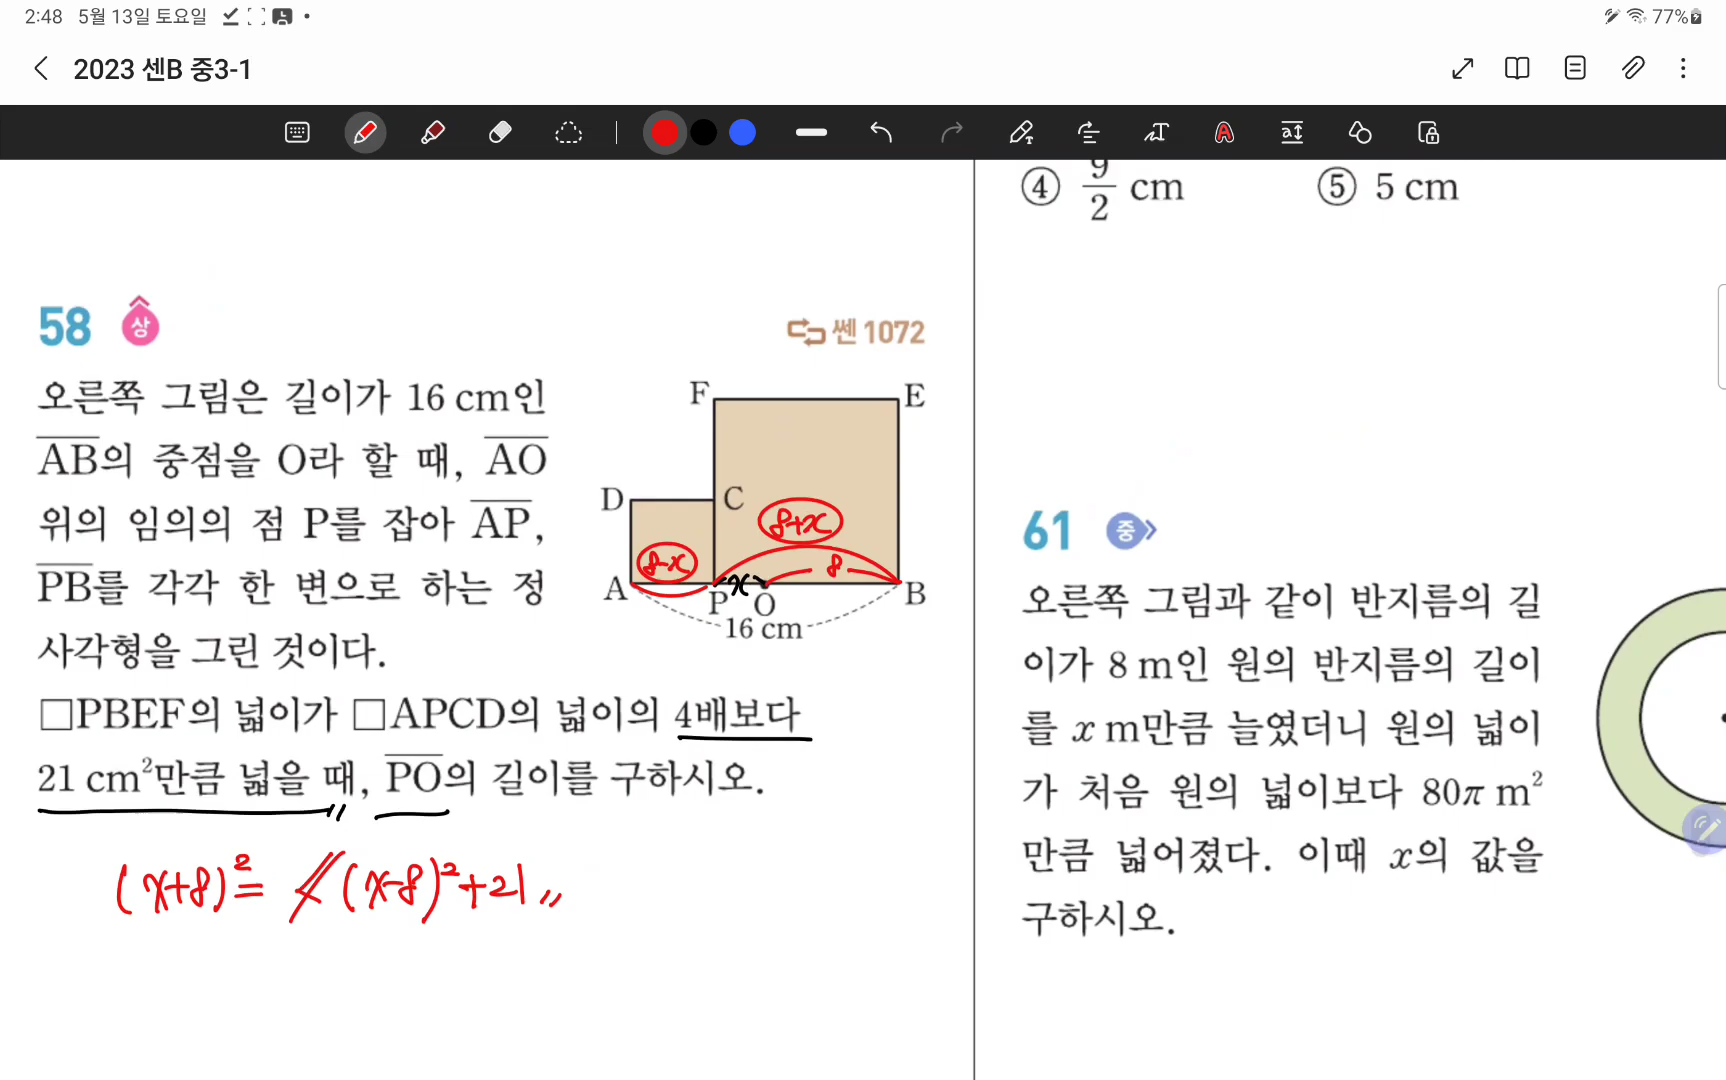 2:48 5월 13일 토요일
77%
2023 센B 중3-1
④ 9/2 cm ⑤ 5 cm
58 상
쎈 1072
오른쪽 그림은 길이가 16 cm인
AB의 중점을 O라 할 때, AO
위의 임의의 점 P를 잡아 AP,
PB를 각각 한 변으로 하는 정
사각형을 그린 것이다.
□PBEF의 넓이가 □APCD의 넓이의 4배보다
21 cm²만큼 넓을 때, PO의 길이를 구하시오.
F E
D C
8+x
8-x
8
x
A P O B
16 cm
(x+8)²= 4(x-8)²+21
61 중
오른쪽 그림과 같이 반지름의 길
이가 8 m인 원의 반지름의 길이
를 x m만큼 늘였더니 원의 넓이
가 처음 원의 넓이보다 80π m²
만큼 넓어졌다. 이때 x의 값을
구하시오.